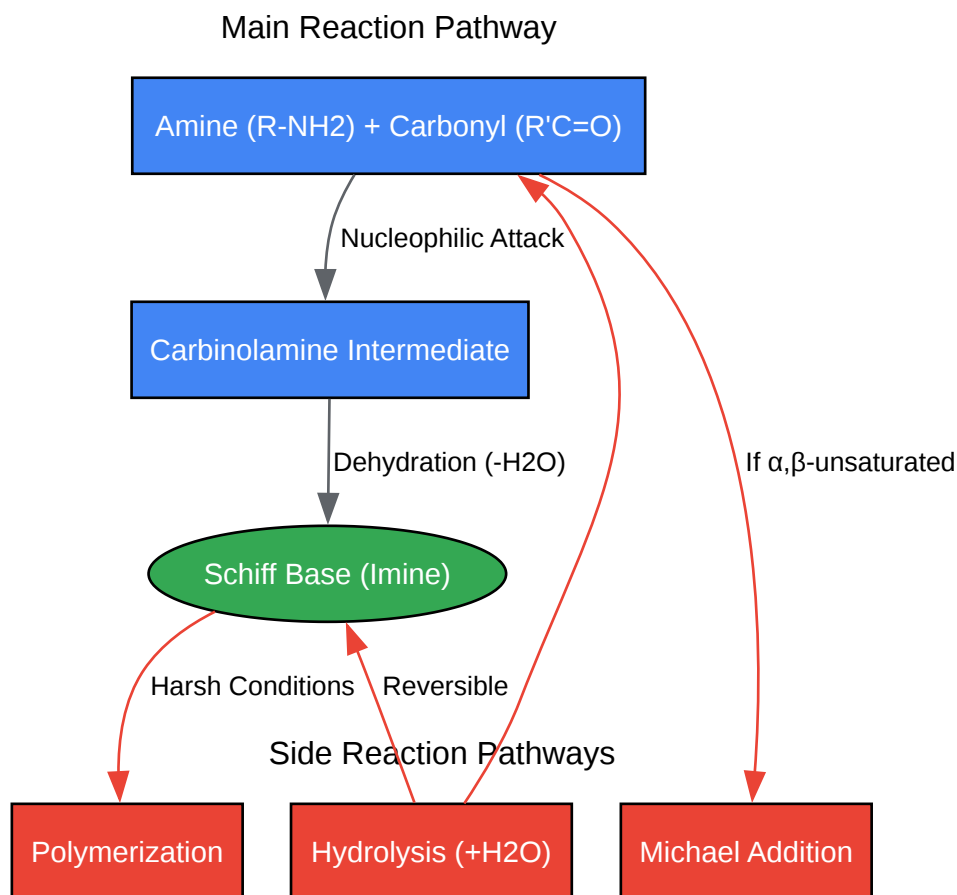 Main Reaction Pathway
Amine (R-NH2) + Carbonyl (R'C=O)
Nucleophilic Attack
Carbinolamine Intermediate
Dehydration (-H2O)
If α,β-unsaturated
Schiff Base (Imine)
Harsh Conditions
Reversible
Side Reaction Pathways
Polymerization
Hydrolysis (+H2O)
Michael Addition